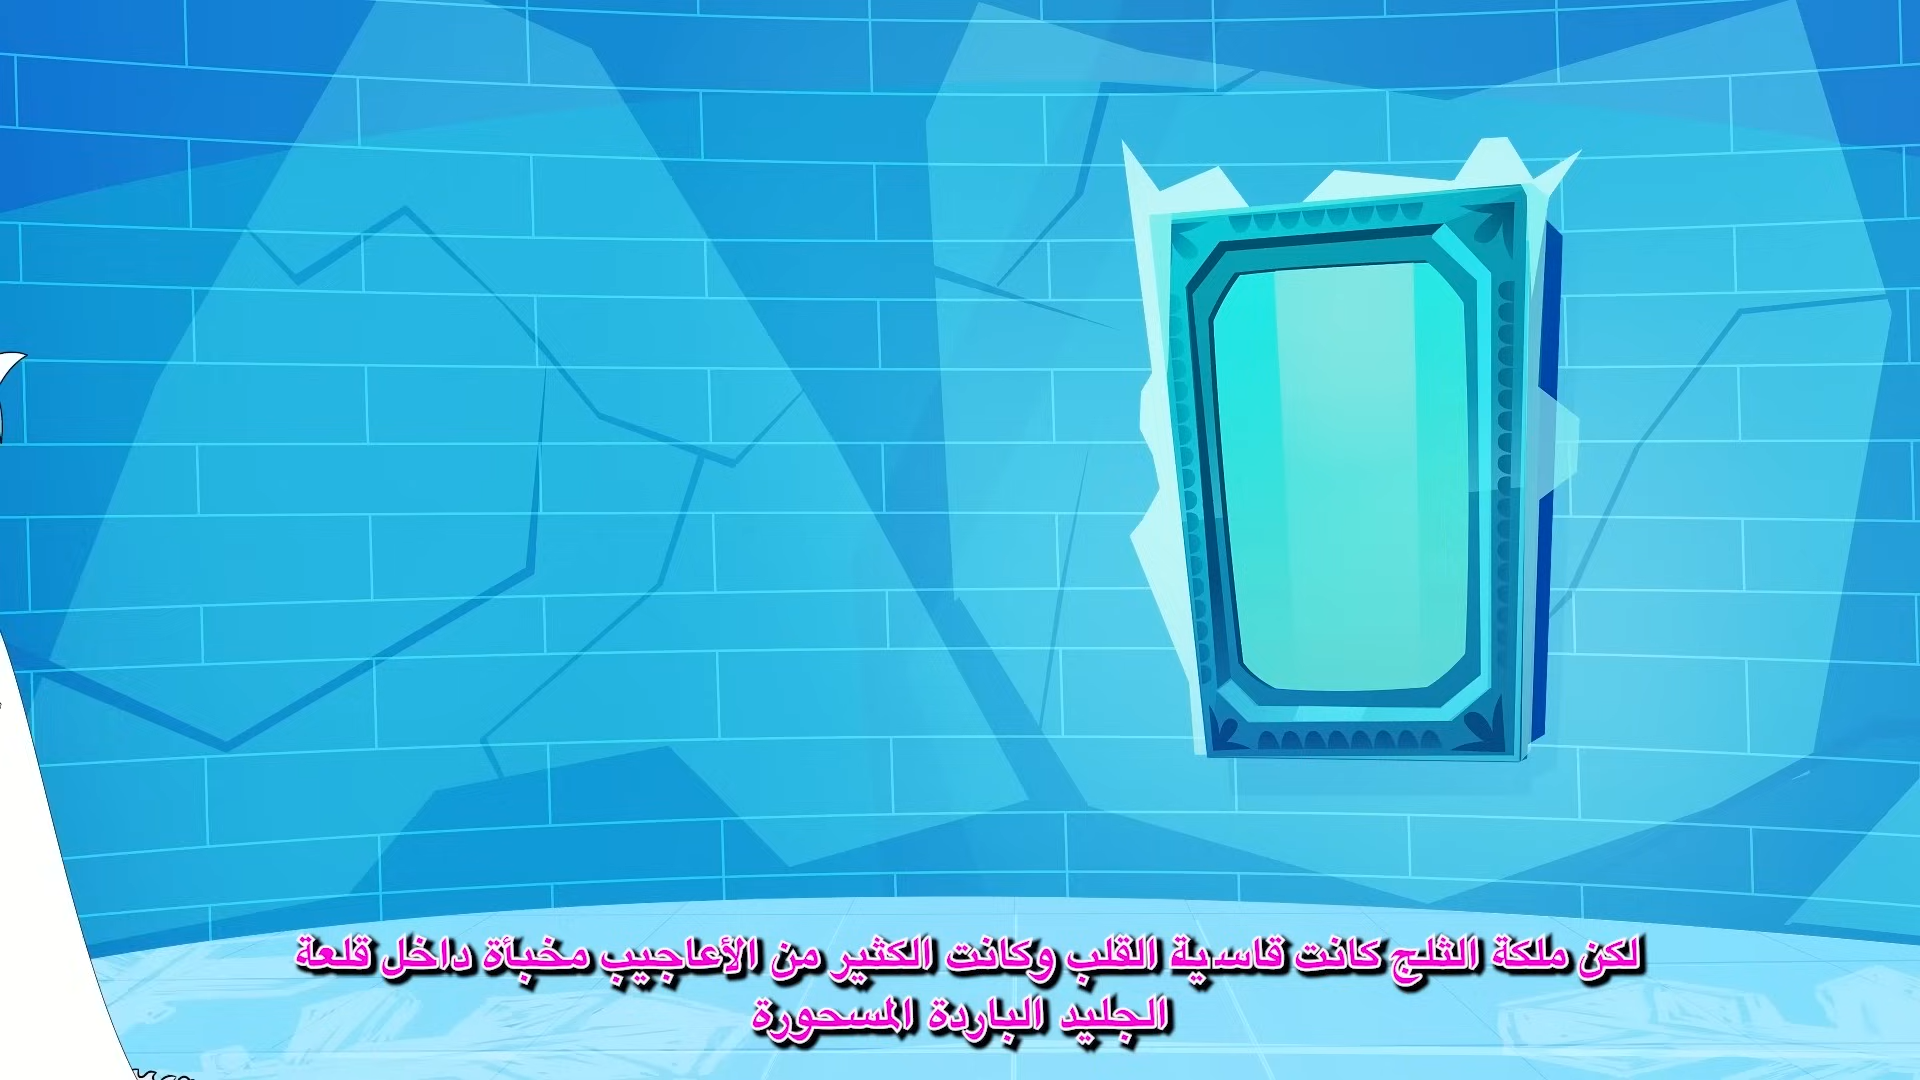 لكن ملكة الثلج كانت قاسية القلب وكانت الكثير من الأعاجيب مخبأة داخل قلعة
الجليد الباردة المسحورة